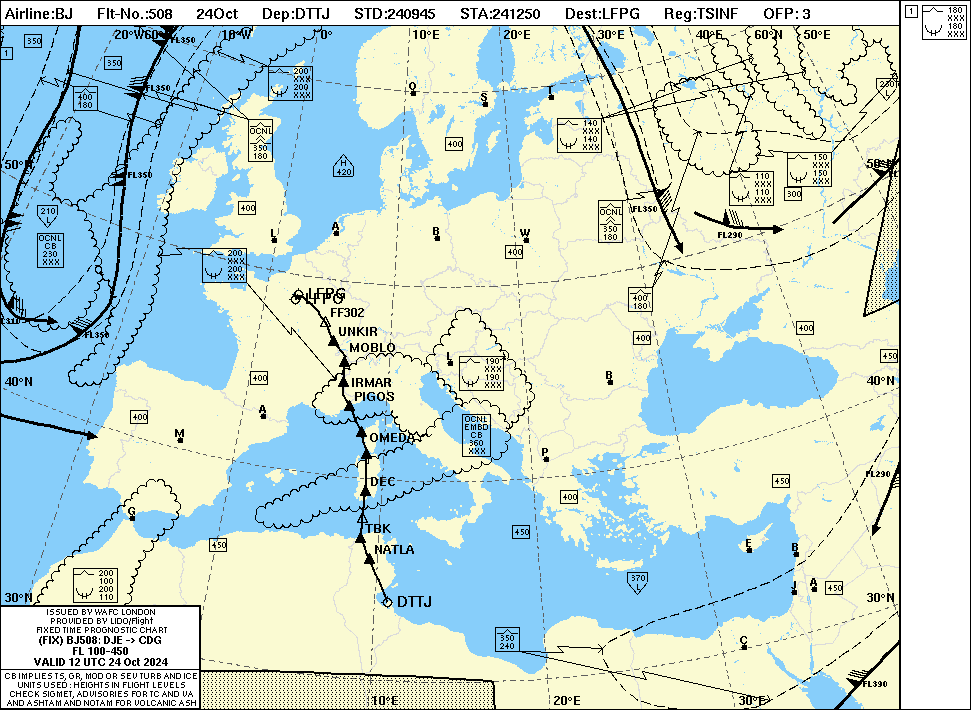 Airline:BJ Flt-No.:508 24Oct Dep:DTTJ STD:240945 STA:241250 Dest:LFPG Reg:TSINF OFP: 3
1 180
XXX
180
XXX
20°W 60°N 10°W 0° 10°E 20°E 30°E 40°E 60°N 50°E
350
1
FL350
350
200
XXX
200
XXX
230
FL350
400
180
O
S
T
OCNL
350
180
140
XXX
140
XXX
400
H
420
150
XXX
150
XXX
50°N
50°N
FL350
110
XXX
110
XXX
300
210
L
400
OCNL
350
180
FL350
FL290
OCNL
CB
230
XXX
L
A
B
W
400
200
XXX
200
XXX
LFPG
LFPO
400
180
FL310
FF302
FL350
UNKIR
400
400
MOBLO
L
190
XXX
190
XXX
450
40°N
400
IRMAR
B
40°N
PIGOS
400
A
OCNL
EMBD
CB
360
XXX
M
OMEDA
P
FL290
DEC
450
400
G
TBK
450
450
NATLA
E
B
200
100
200
110
370
L
J
A
450
30°N
DTTJ
30°N
ISSUED BY WAFC LONDON
PROVIDED BY LIDO/Flight
FIXED TIME PROGNOSTIC CHART
(FIX) BJ508: DJE -> CDG
FL 100-450
VALID 12 UTC 24 Oct 2024
350
240
C
CB IMPLIES TS, GR, MOD OR SEV TURB AND ICE
UNITS USED : HEIGHTS IN FLIGHT LEVELS
CHECK SIGMET, ADVISORIES FOR TC AND VA
AND ASHTAM AND NOTAM FOR VOLCANIC ASH
FL390
10°E 20°E 30°E